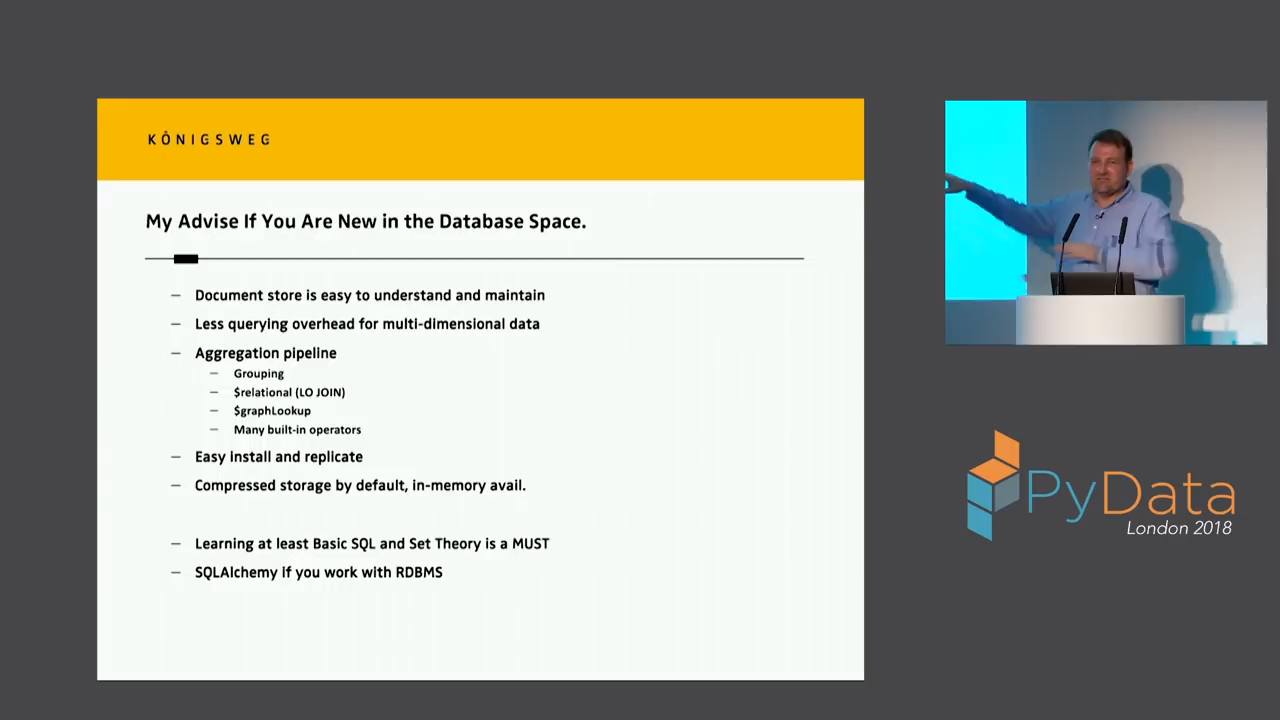 KÖNIGSWEG
My Advise If You Are New in the Database Space.
– Document store is easy to understand and maintain
– Less querying overhead for multi-dimensional data
– Aggregation pipeline
– Grouping
– $relational (LO JOIN)
– $graphLookup
– Many built-in operators
– Easy install and replicate
– Compressed storage by default, in-memory avail.
– Learning at least Basic SQL and Set Theory is a MUST
– SQLAlchemy if you work with RDBMS
PyData
London 2018